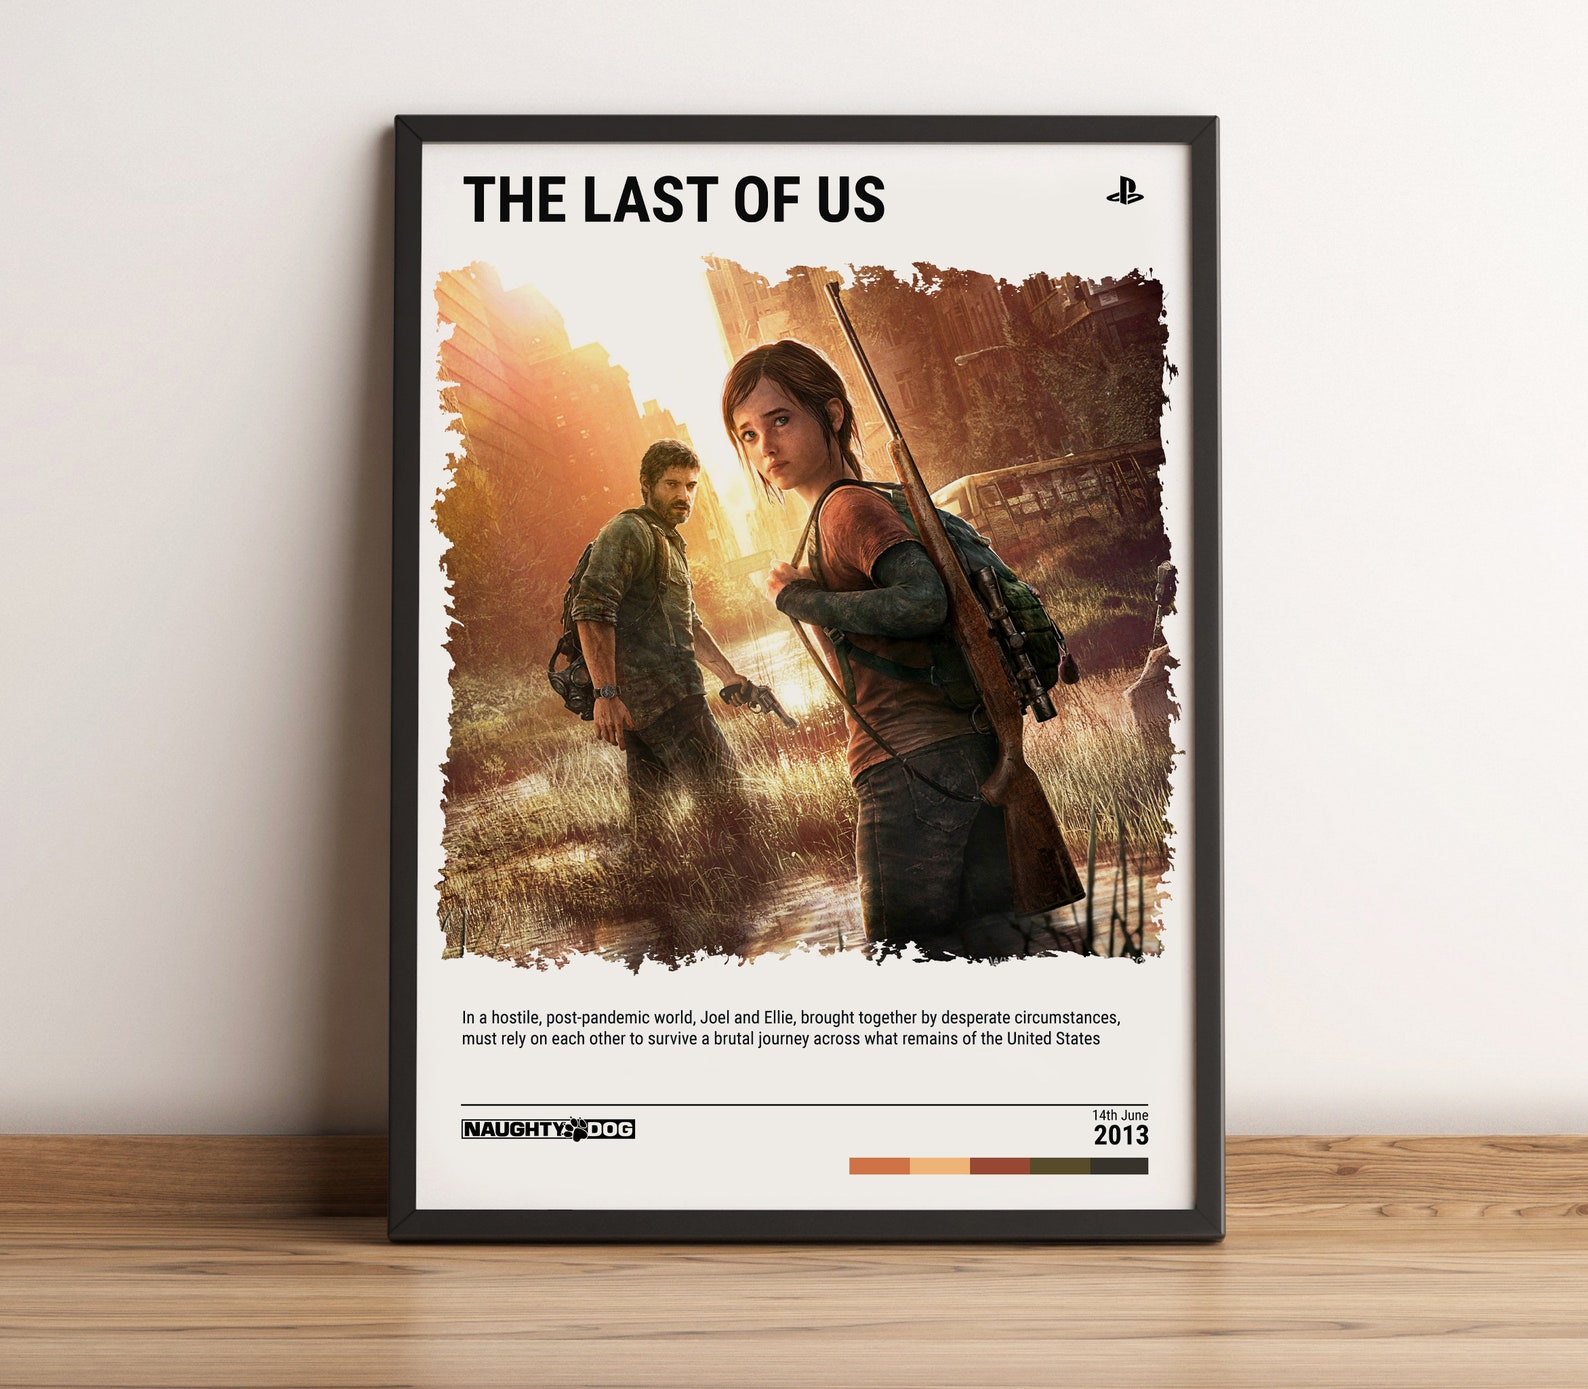 THE LAST OF US
In a hostile, post-pandemic world, Joel and Ellie, brought together by desperate circumstances,
must rely on each other to survive a brutal journey across what remains of the United States
NAUGHTY DOG
14th June
2013